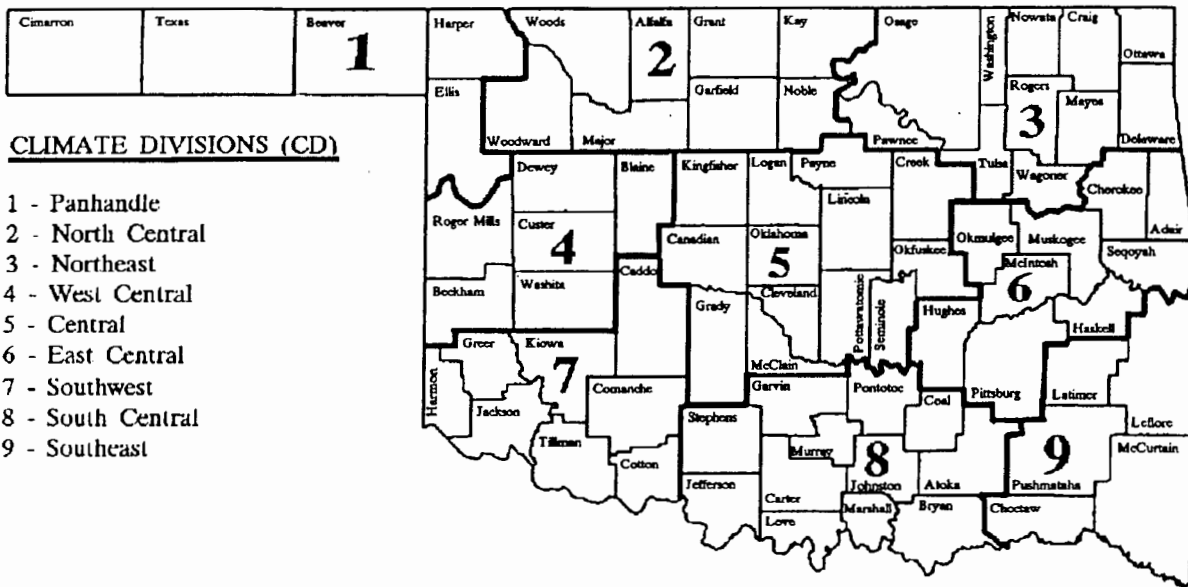 Cimarron Texas Beaver Harper Woods Alfalfa Grant Kay Osage Washington Nowata Craig
1 2
Ottawa
Ellis Garfield Noble Rogers
Mayes
3
Woodward Major Pawnee Delaware
CLIMATE DIVISIONS (CD)
Dewey Blaine Kingfisher Logan Payne Creek Tulsa Wagoner
Cherokee
1 - Panhandle
Lincoln
2 - North Central
Roger Mills Custer Canadian Oklahoma Okmulgee Muskogee Adair
3 - Northeast
4 5 Okfuskee McIntosh Seqoyah
4 - West Central
Caddo
Beckham Washita Cleveland 6
5 - Central
Grady Pottawatomie Seminole Hughes
6 - East Central
Haskell
Greer Kiowa
7 - Southwest
7 McClain
Harmon Comanche Garvin Pontotoc Pittsburg Latimer
8 - South Central
Jackson Stephens Coal
Leflore
9 - Southeast
Tillman Murray 8 9 McCurtain
Cotton
Jefferson Johnston Atoka Pushmataha
Carter Marshall Bryan Choctaw
Love